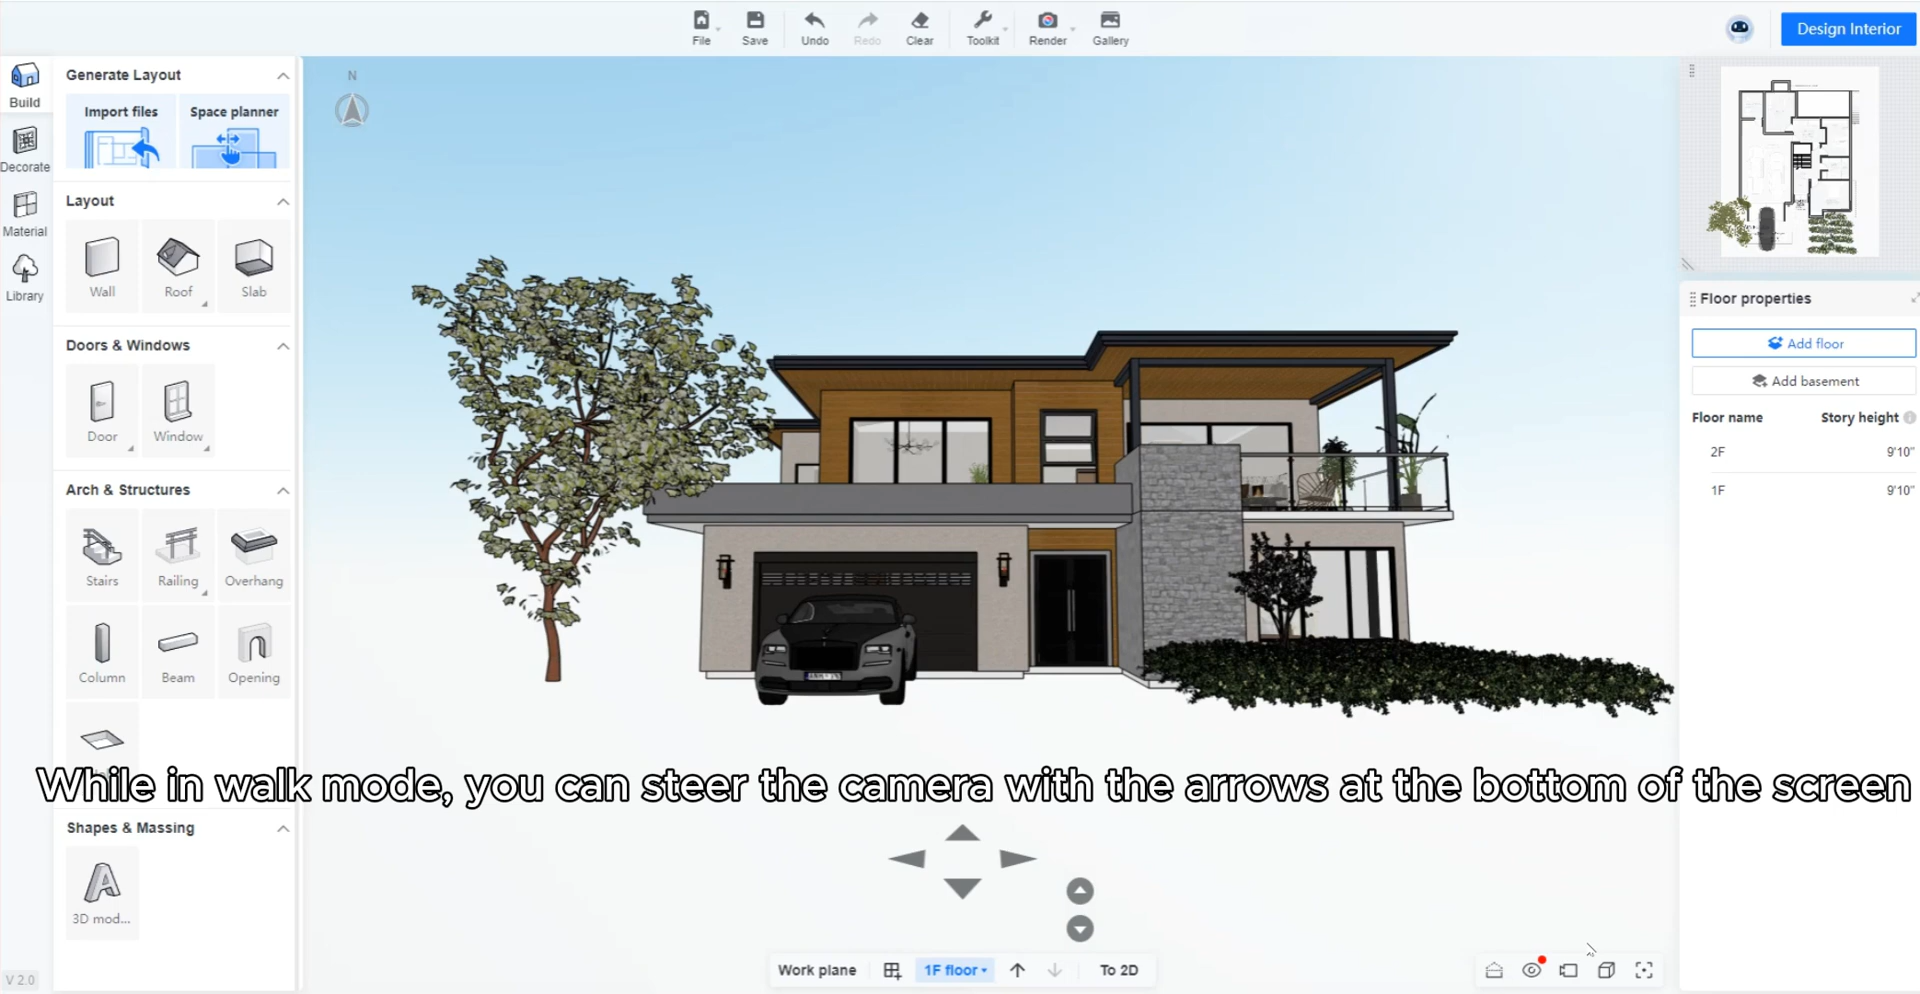 File
Save
Undo
Redo
Clear
Toolkit
Render
Gallery
Design Interior
Build
Decorate
Material
Library
Generate Layout
Import files
Space planner
Layout
Wall
Roof
Slab
Doors & Windows
Door
Window
Arch & Structures
Stairs
Railing
Overhang
Column
Beam
Opening
Shapes & Massing
3D mod...
V 2.0
N
While in walk mode, you can steer the camera with the arrows at the bottom of the screen
Work plane
1F floor
To 2D
Floor properties
Add floor
Add basement
Floor name Story height
2F 9'10"
1F 9'10"